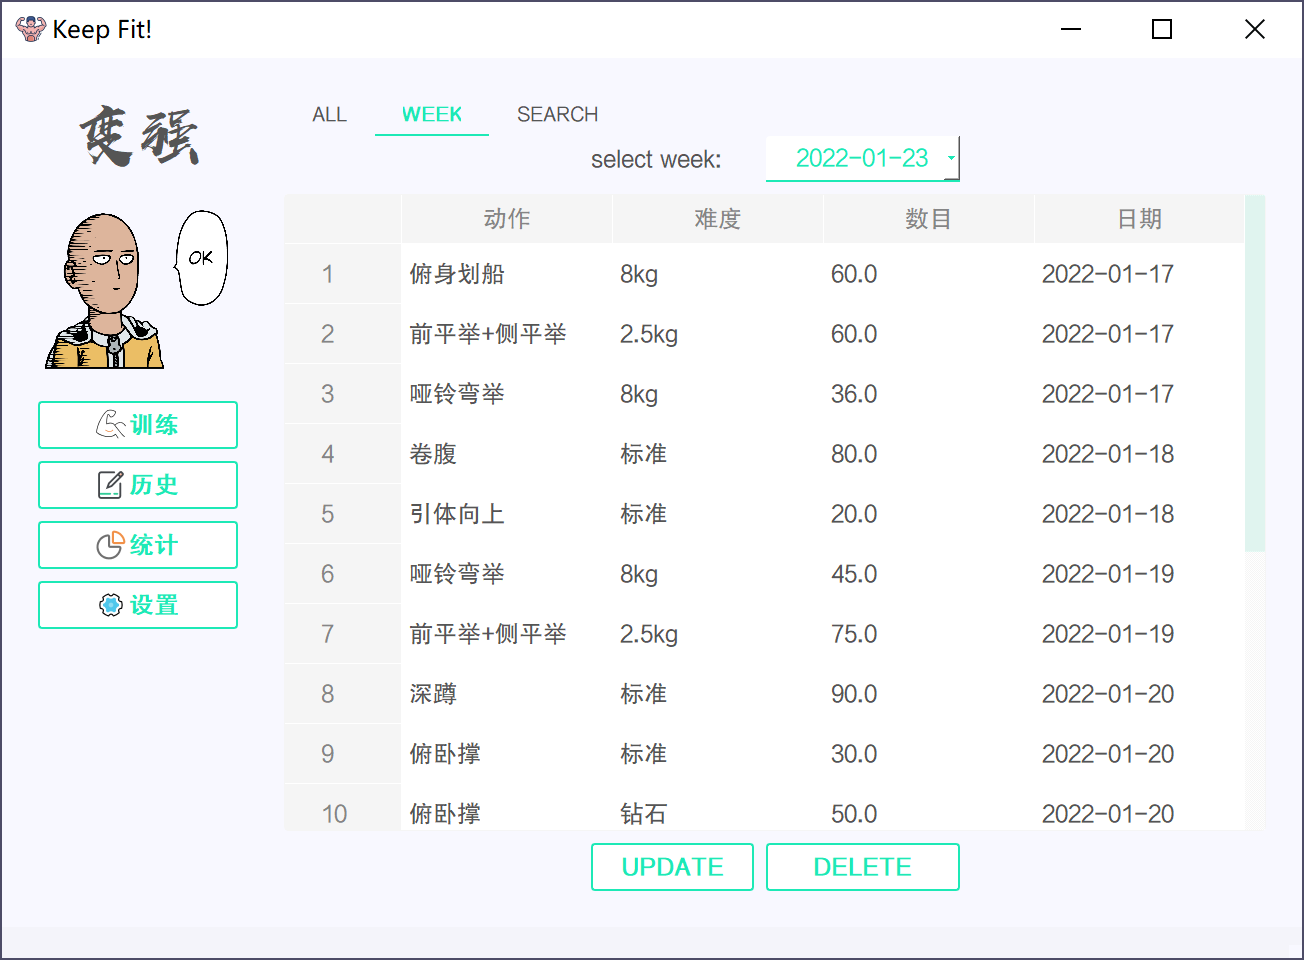 Keep Fit!
变强
OK
训练
历史
统计
设置
ALL WEEK SEARCH
select week: 2022-01-23
动作 难度 数目 日期
1 俯身划船 8kg 60.0 2022-01-17
2 前平举+侧平举 2.5kg 60.0 2022-01-17
3 哑铃弯举 8kg 36.0 2022-01-17
4 卷腹 标准 80.0 2022-01-18
5 引体向上 标准 20.0 2022-01-18
6 哑铃弯举 8kg 45.0 2022-01-19
7 前平举+侧平举 2.5kg 75.0 2022-01-19
8 深蹲 标准 90.0 2022-01-20
9 俯卧撑 标准 30.0 2022-01-20
10 俯卧撑 钻石 50.0 2022-01-20
UPDATE DELETE